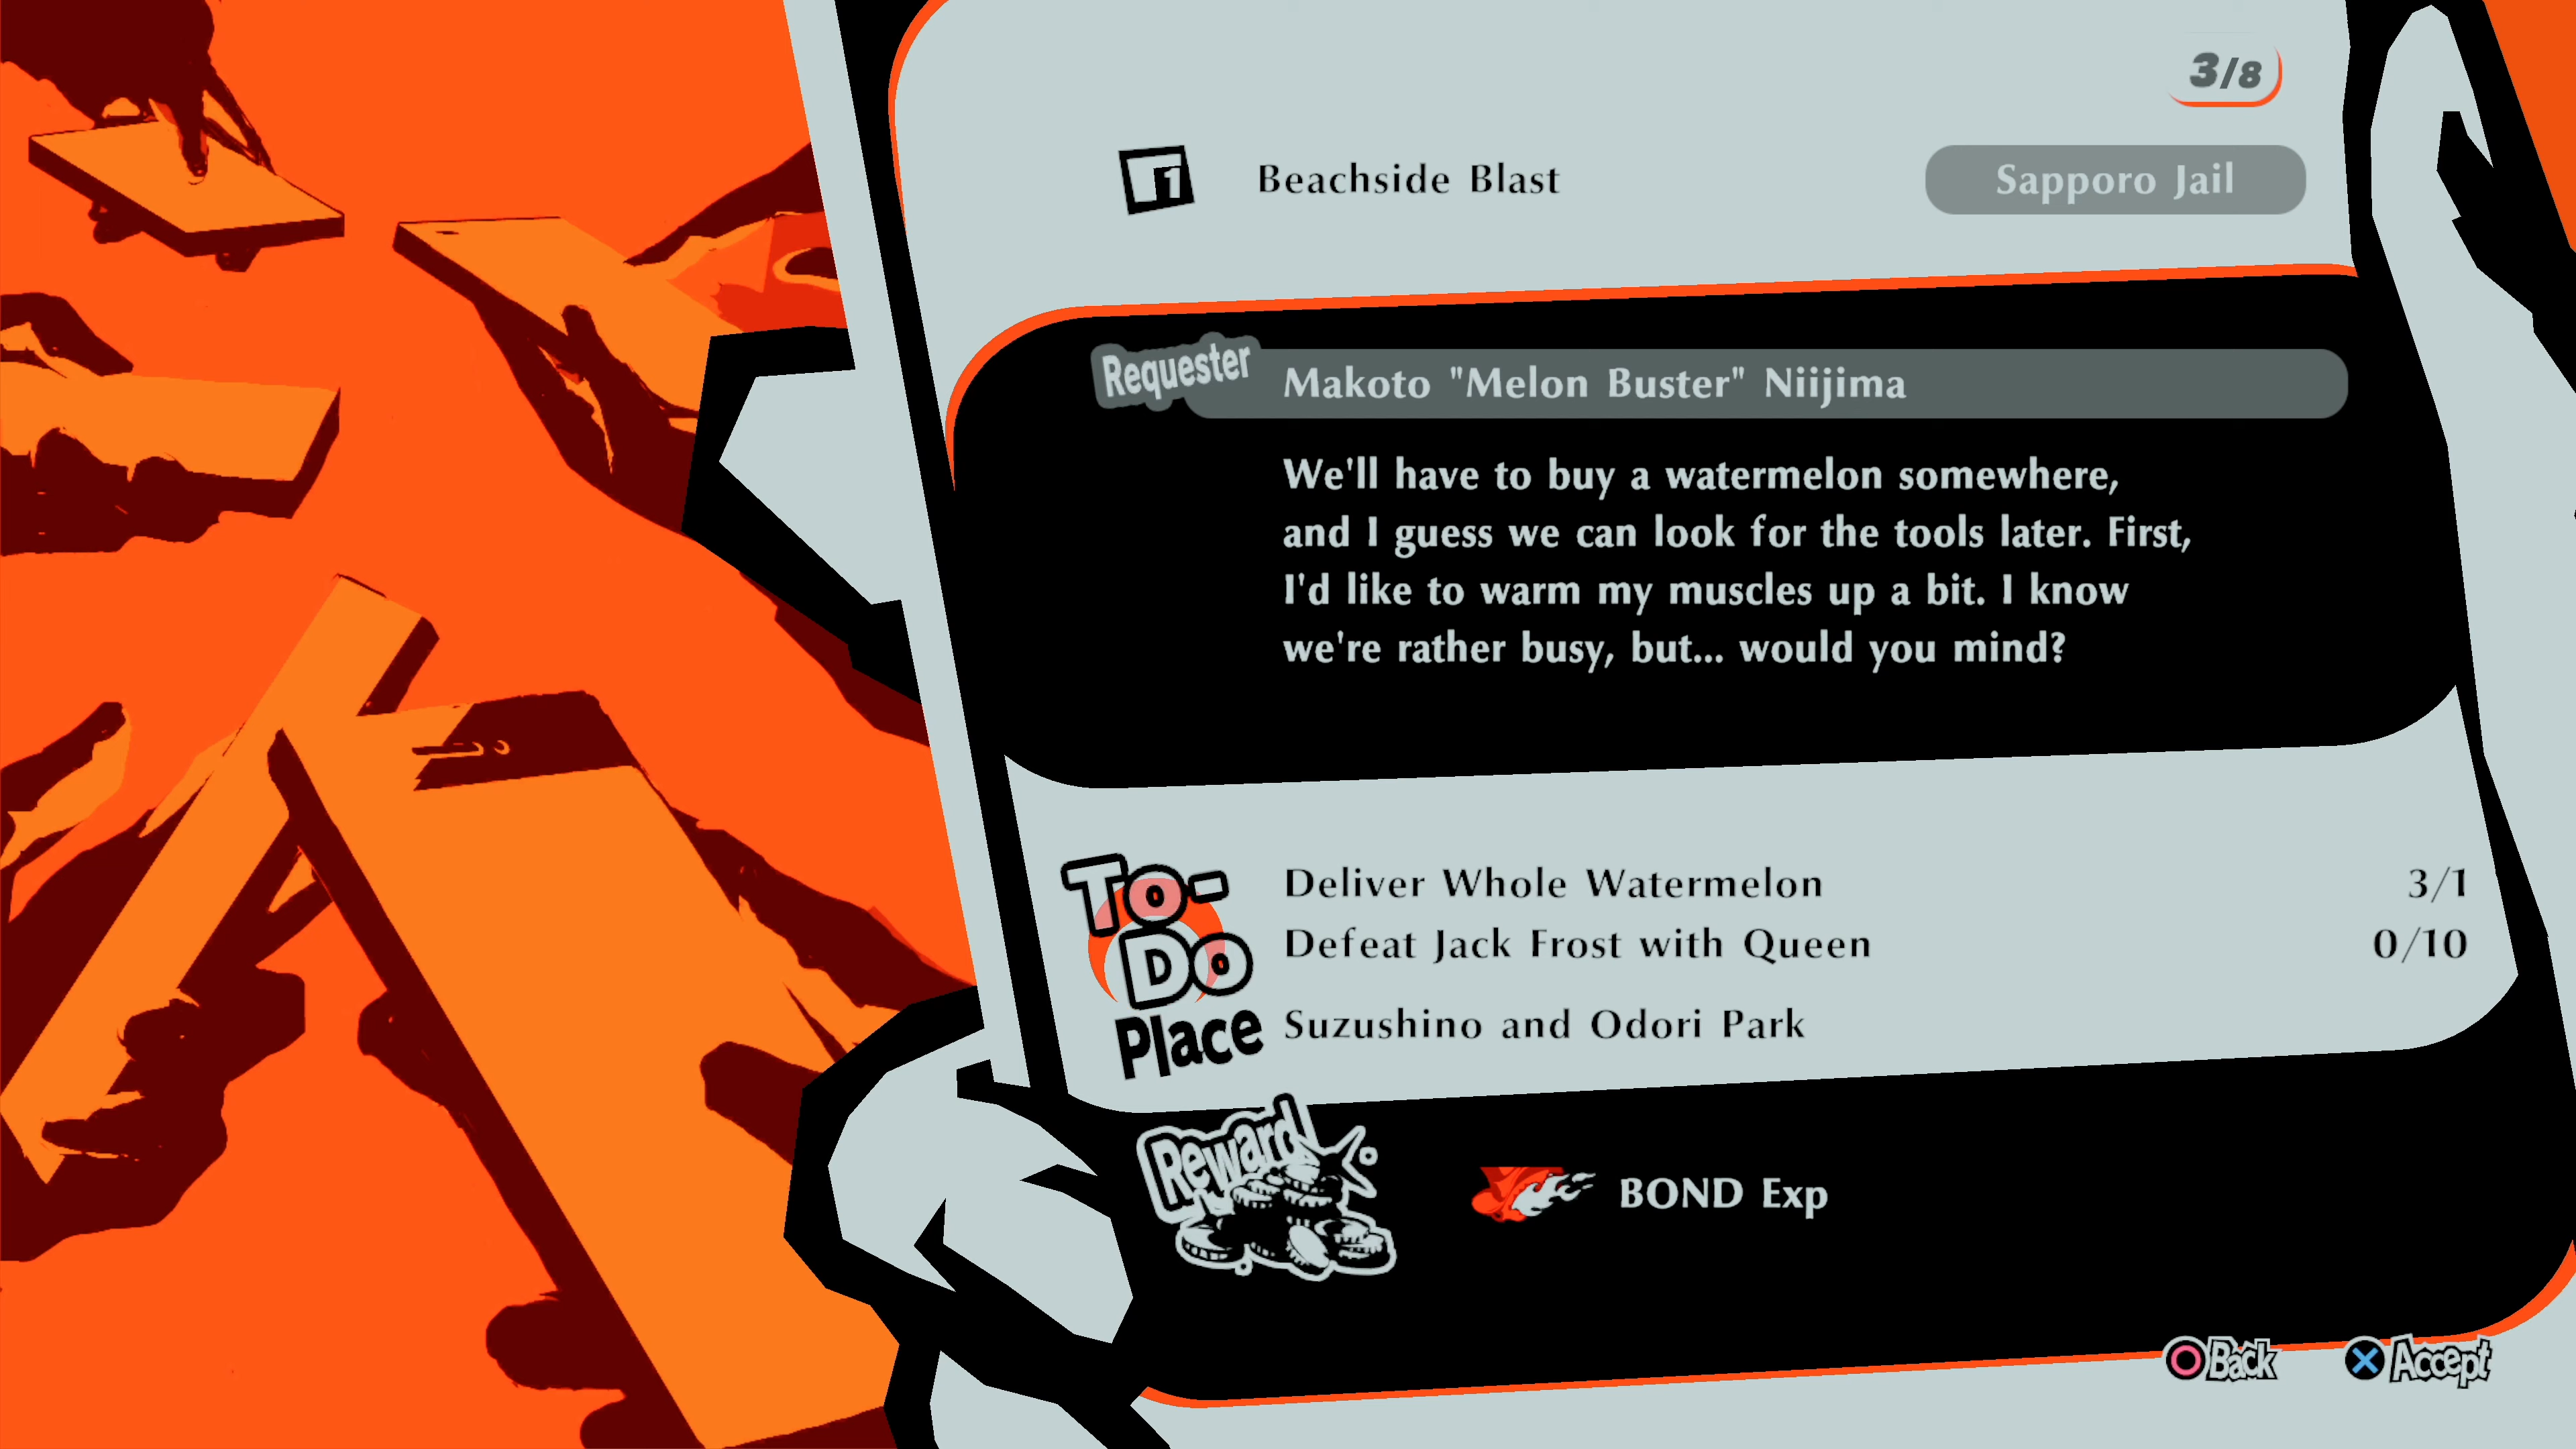 3/8
1
Beachside Blast
Sapporo Jail
Requester
Makoto "Melon Buster" Niijima
We'll have to buy a watermelon somewhere,
and I guess we can look for the tools later. First,
I'd like to warm my muscles up a bit. I know
we're rather busy, but... would you mind?
To-
Do
Deliver Whole Watermelon 3/1
Defeat Jack Frost with Queen 0/10
Place Suzushino and Odori Park
Reward
BOND Exp
Back
Accept